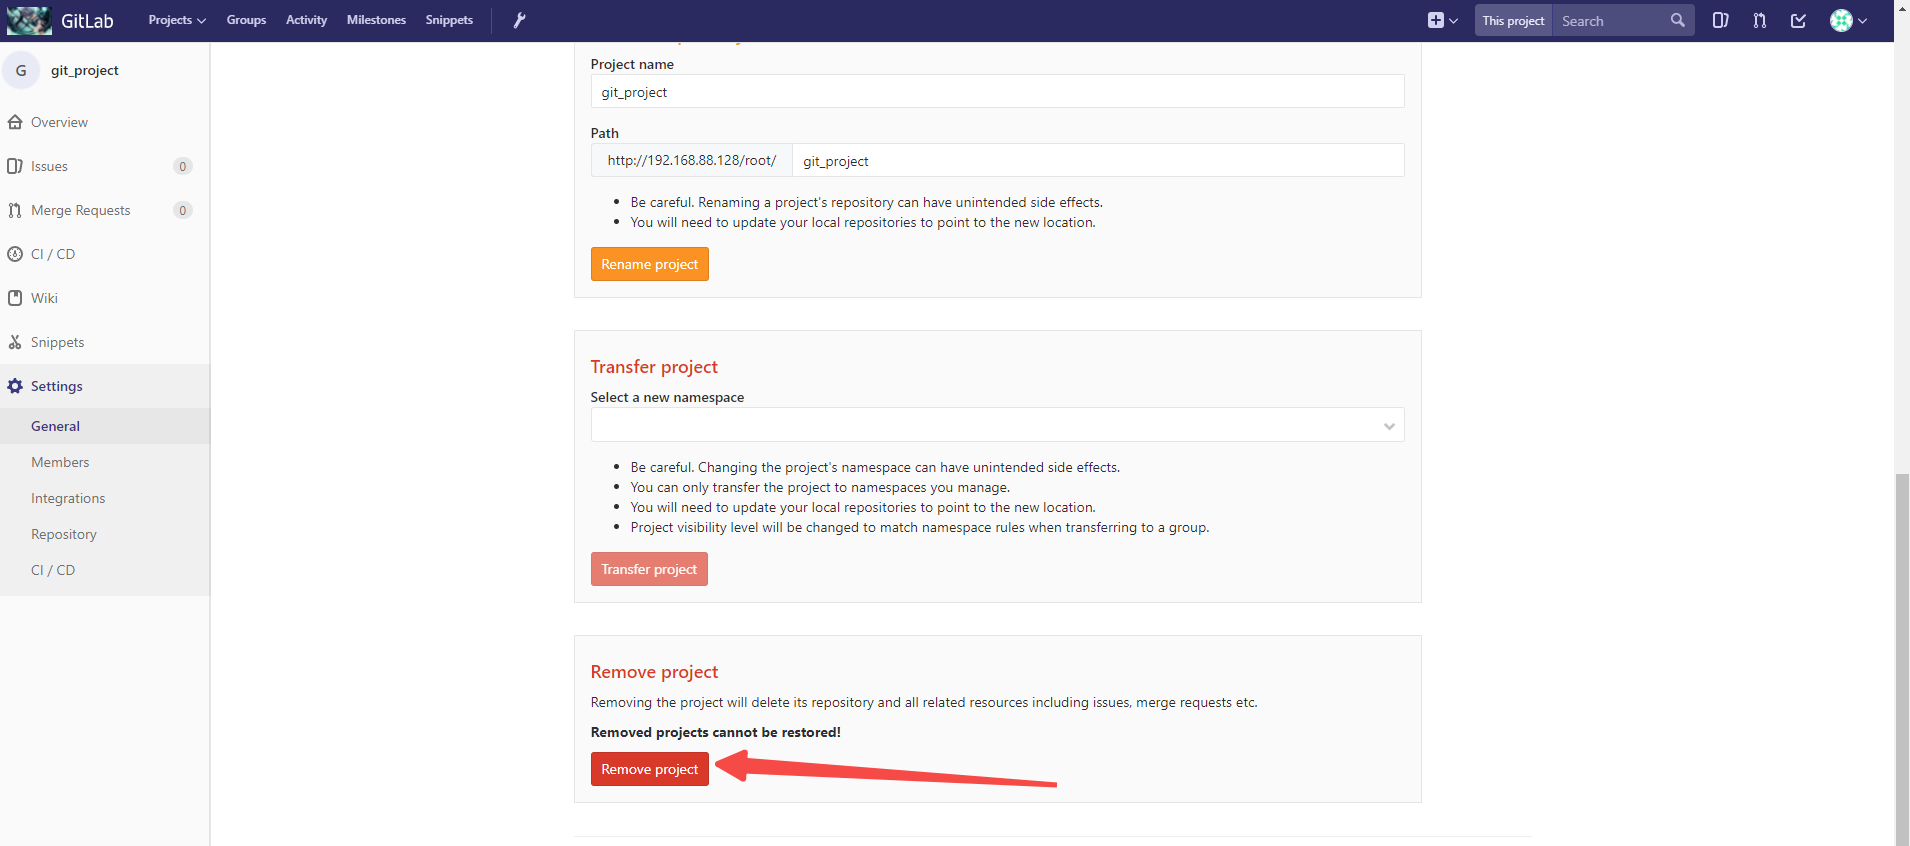 GitLab Projects Groups Activity Milestones Snippets This project Search
G git_project
Overview
Issues 0
Merge Requests 0
CI / CD
Wiki
Snippets
Settings
General
Members
Integrations
Repository
CI / CD
Project name
git_project
Path
http://192.168.88.128/root/ git_project
Be careful. Renaming a project's repository can have unintended side effects.
You will need to update your local repositories to point to the new location.
Rename project
Transfer project
Select a new namespace
Be careful. Changing the project's namespace can have unintended side effects.
You can only transfer the project to namespaces you manage.
You will need to update your local repositories to point to the new location.
Project visibility level will be changed to match namespace rules when transferring to a group.
Transfer project
Remove project
Removing the project will delete its repository and all related resources including issues, merge requests etc.
Removed projects cannot be restored!
Remove project